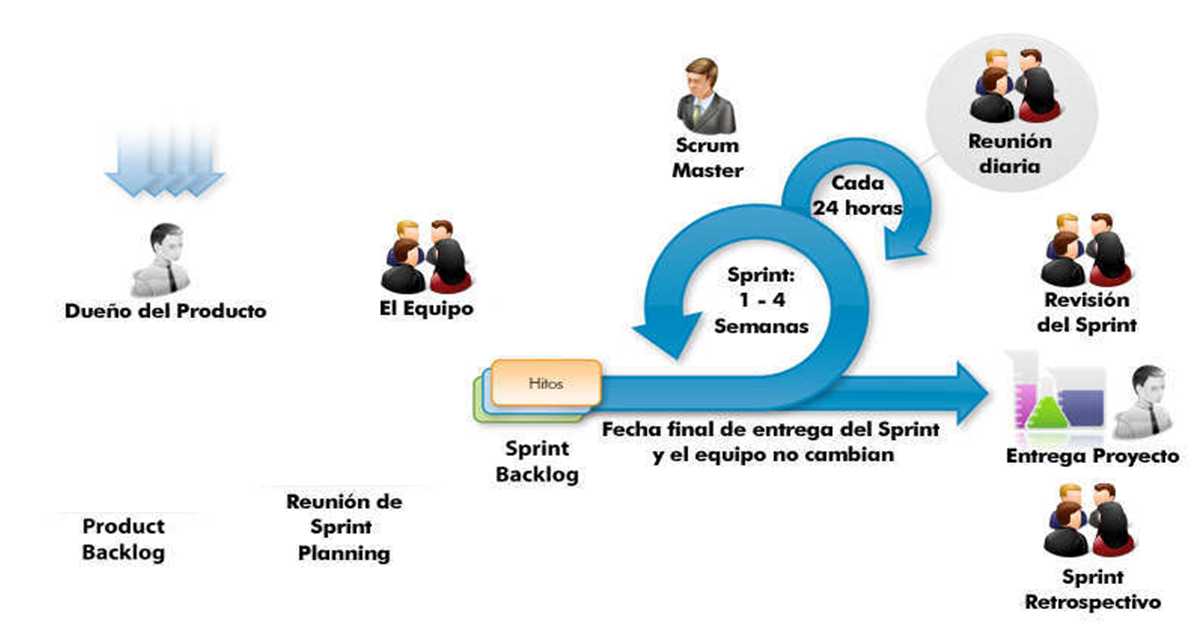 Scrum
Master
Reunión
diaria
Cada
24 horas
Dueño del Producto
El Equipo
Sprint:
1 - 4
Semanas
Revisión
del Sprint
Hitos
Sprint
Backlog
Fecha final de entrega del Sprint
y el equipo no cambian
Entrega Proyecto
Product
Backlog
Reunión de
Sprint
Planning
Sprint
Retrospectivo